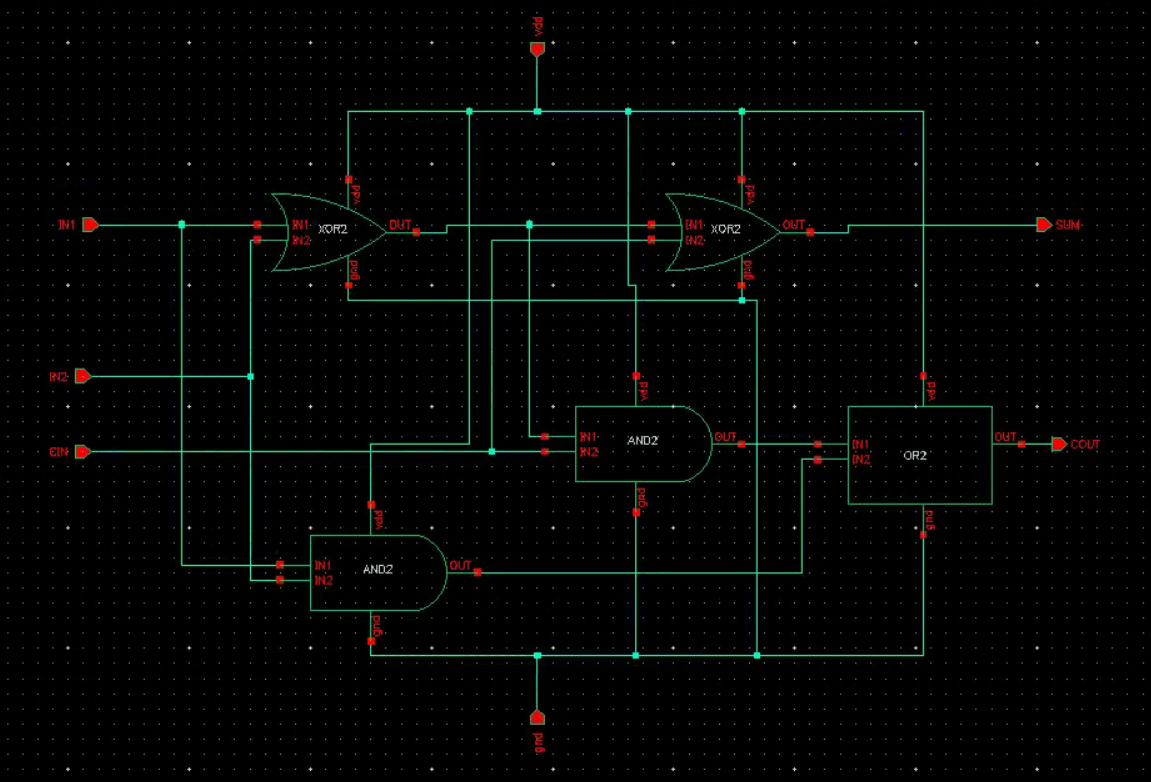 vdd
vdd
vdd
IN1
IN1
XOR2
OUT
IN1
XOR2
OUT
SUM
IN2
IN2
gnd
gnd
IN2
vdd
vdd
IN1
AND2
OUT
IN1
OUT
COUT
CIN
IN2
IN2
OR2
gnd
vdd
gnd
IN1
AND2
OUT
IN2
gnd
gnd